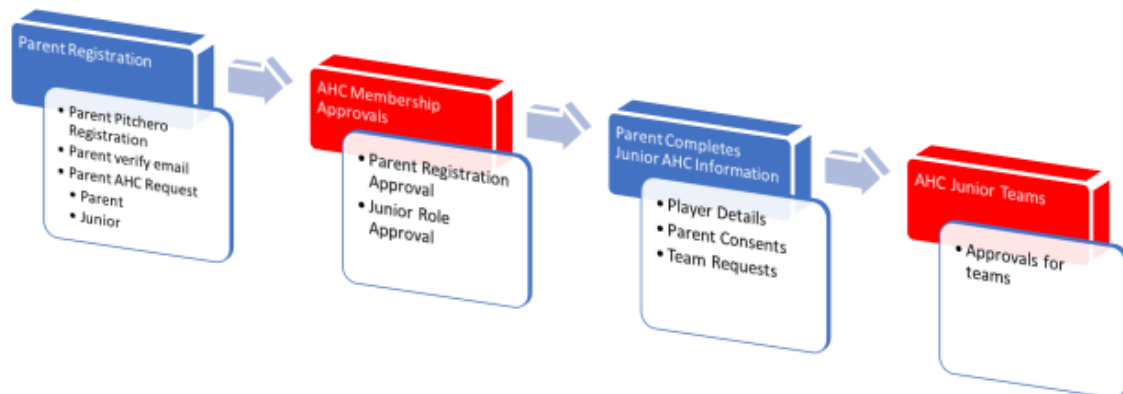 Parent Registration
• Parent Pitchero
Registration
• Parent verify email
• Parent AHC Request
• Parent
• Junior
AHC Membership
Approvals
• Parent Registration
Approval
• Junior Role
Approval
Parent Completes
Junior AHC Information
• Player Details
• Parent Consents
• Team Requests
AHC Junior Teams
• Approvals for
teams